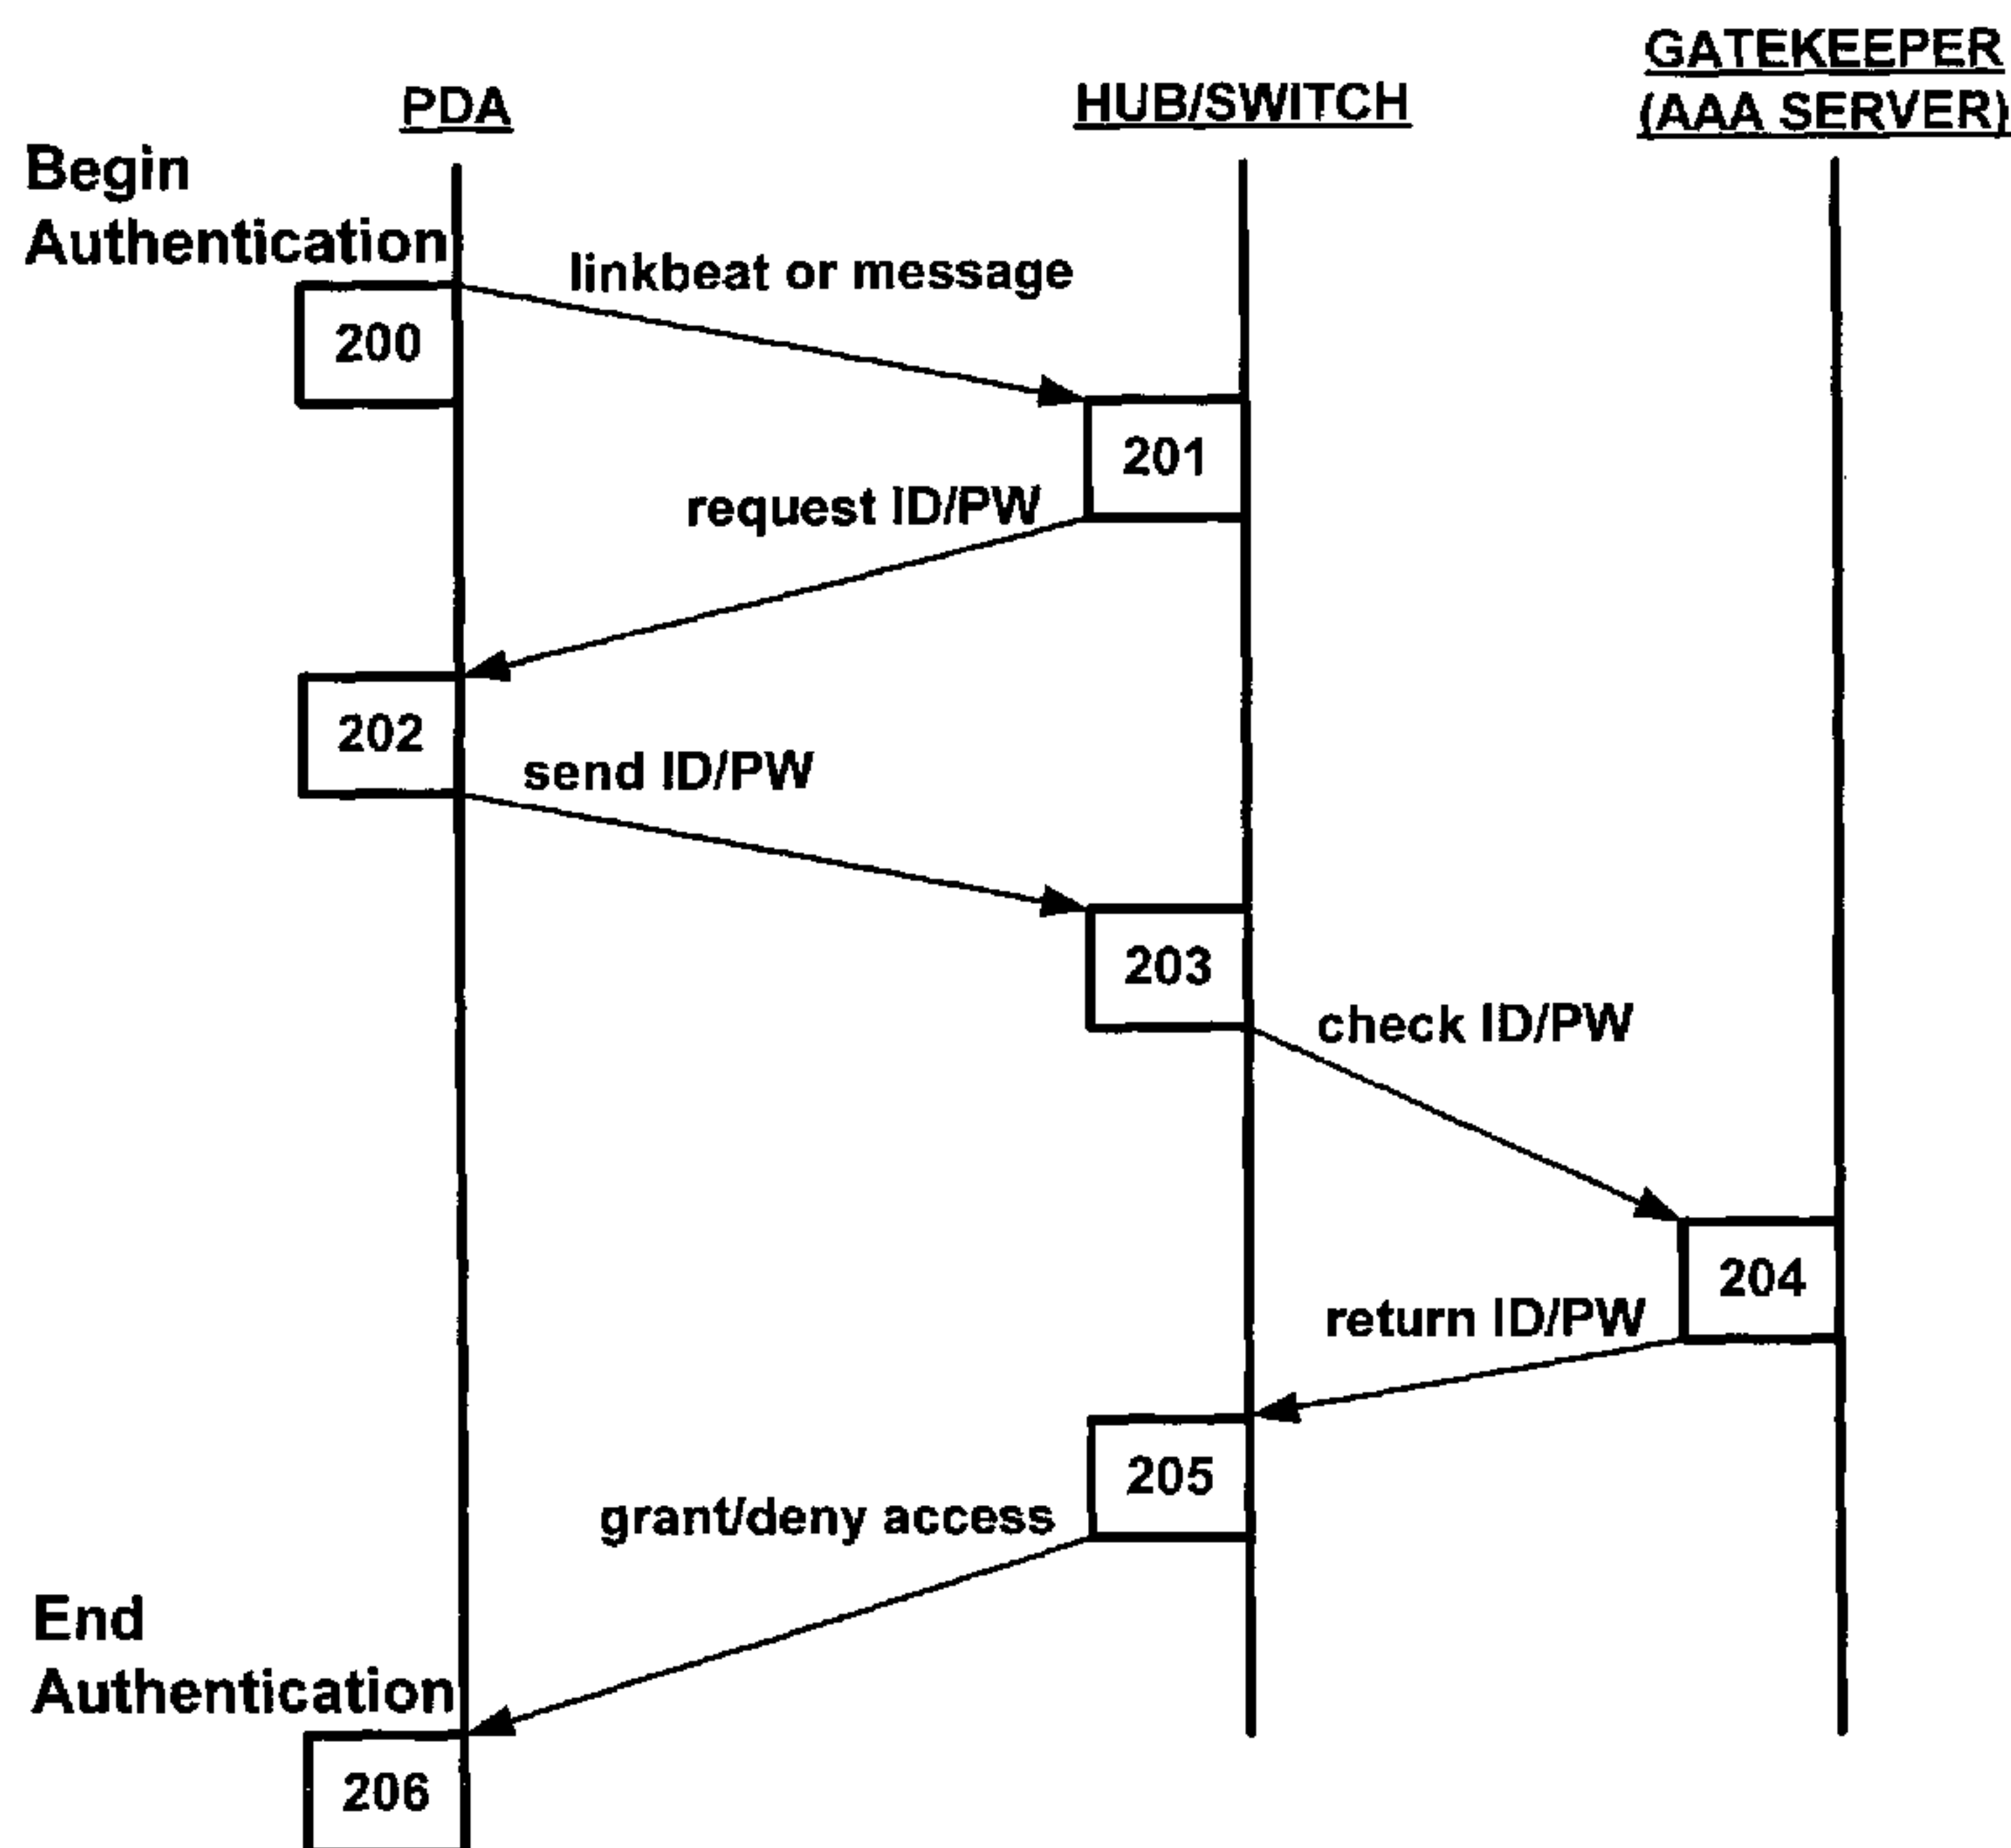 PDA
HUB/SWITCH
GATEKEEPER
(AAA SERVER)
Begin
Authentication
linkbeat or message
200
201
request ID/PW
202
send ID/PW
203
check ID/PW
204
return ID/PW
205
grant/deny access
End
Authentication
206